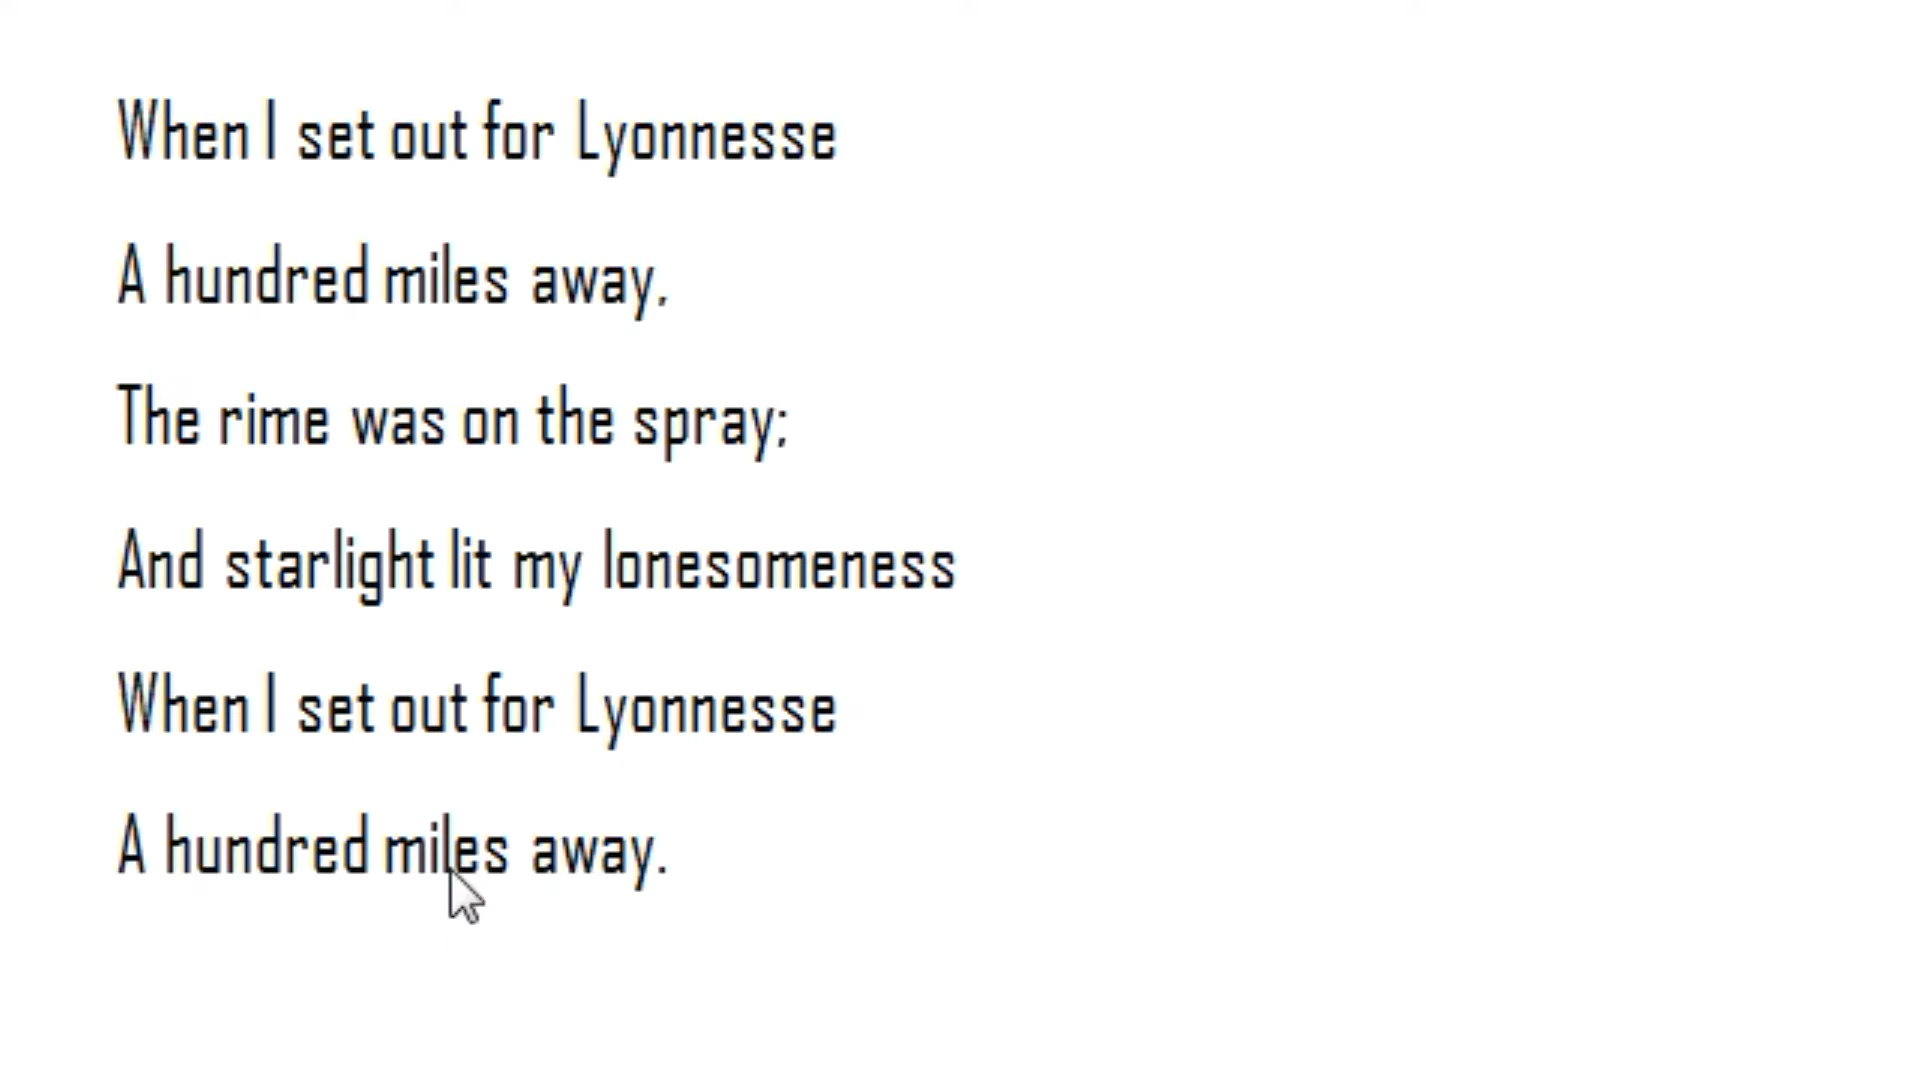 When I set out for Lyonnesse
A hundred miles away,
The rime was on the spray;
And starlight lit my lonesomeness
When I set out for Lyonnesse
A hundred miles away.